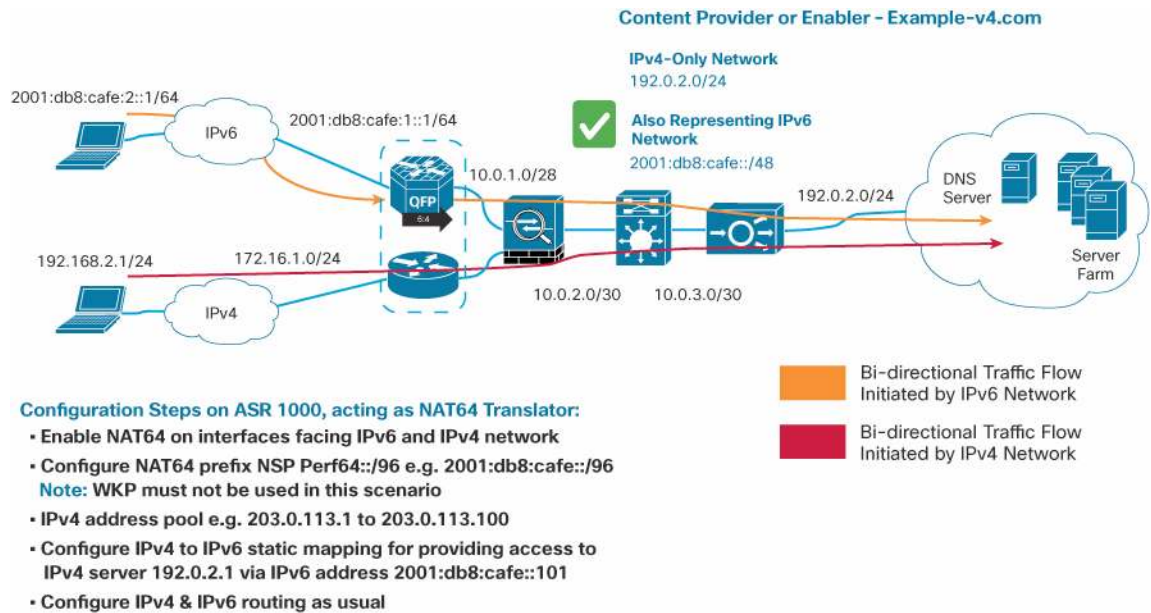 Content Provider or Enabler - Example-v4.com
IPv4-Only Network
192.0.2.0/24
2001:db8:cafe:2::1/64
IPv6
2001:db8:cafe:1::1/64
Also Representing IPv6
Network
2001:db8:cafe::/48
10.0.1.0/28
QFP
6:4
192.0.2.0/24
DNS
Server
192.168.2.1/24
172.16.1.0/24
Server
Farm
10.0.2.0/30
10.0.3.0/30
IPv4
Bi-directional Traffic Flow
Initiated by IPv6 Network
Bi-directional Traffic Flow
Initiated by IPv4 Network
Configuration Steps on ASR 1000, acting as NAT64 Translator:
▪ Enable NAT64 on interfaces facing IPv6 and IPv4 network
▪ Configure NAT64 prefix NSP Perf64::/96 e.g. 2001:db8:cafe::/96
Note: WKP must not be used in this scenario
▪ IPv4 address pool e.g. 203.0.113.1 to 203.0.113.100
▪ Configure IPv4 to IPv6 static mapping for providing access to
IPv4 server 192.0.2.1 via IPv6 address 2001:db8:cafe::101
▪ Configure IPv4 & IPv6 routing as usual